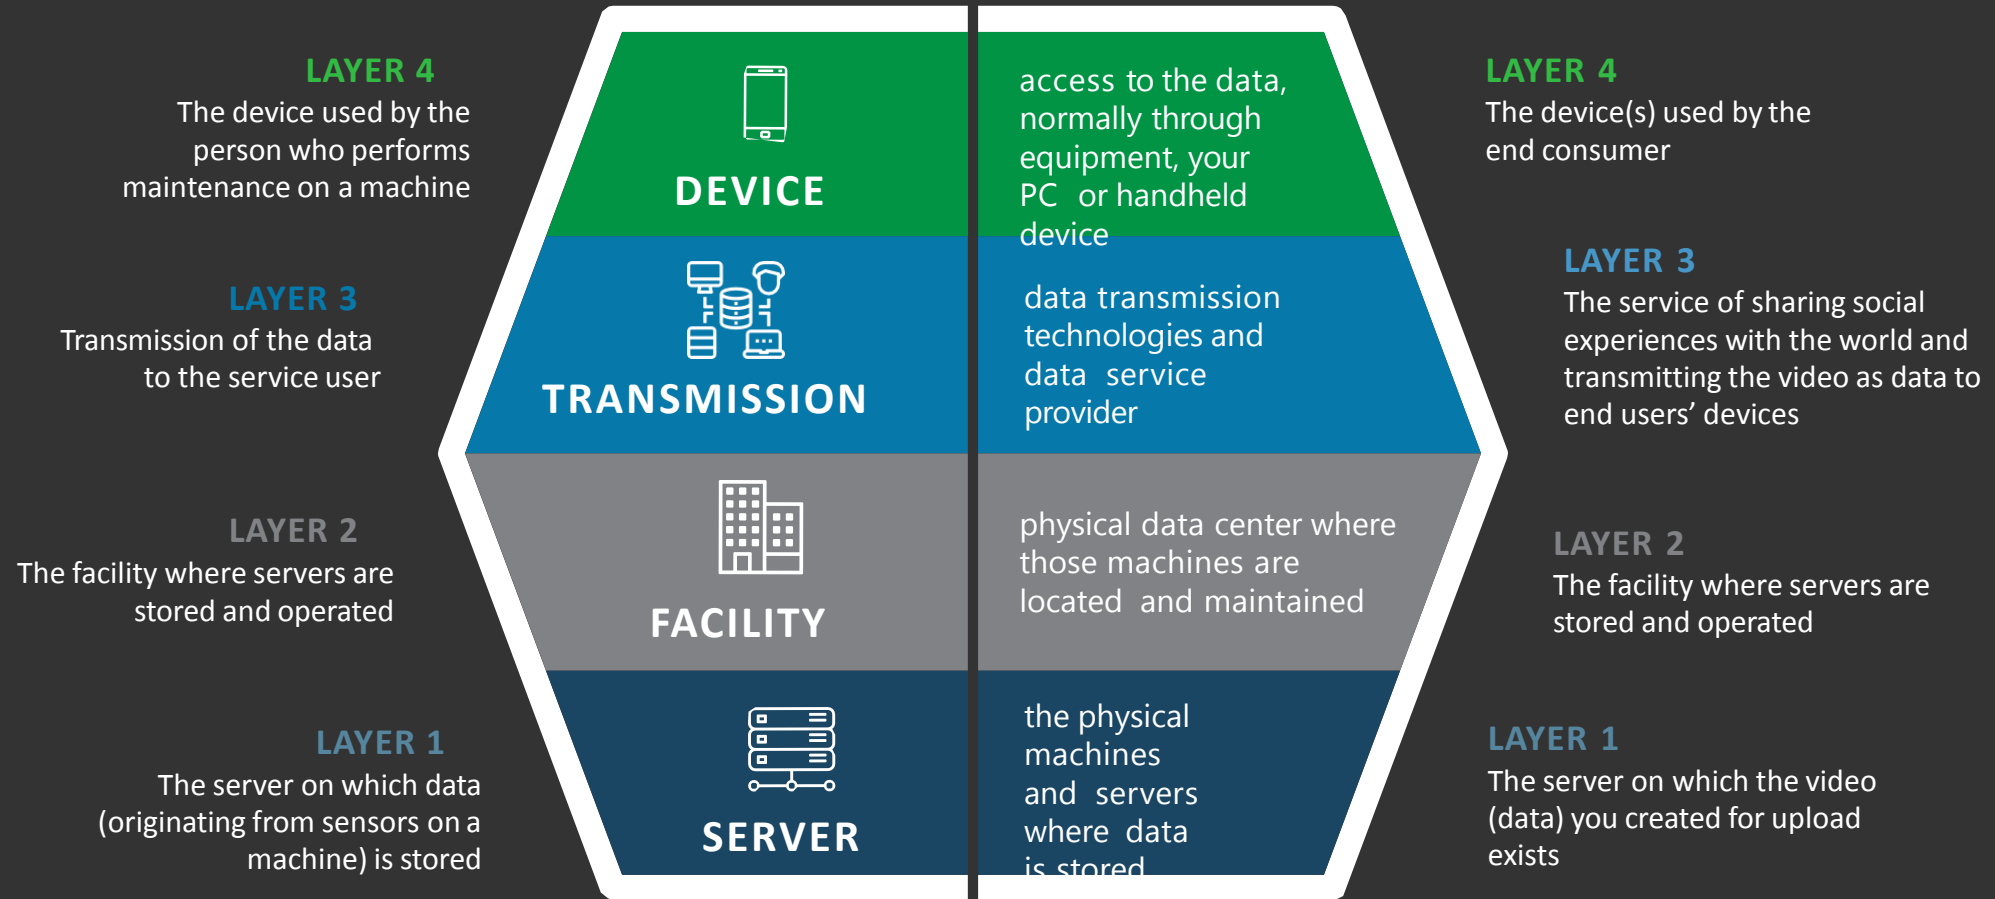 LAYER 4
The device used by the
person who performs
maintenance on a machine
LAYER 3
Transmission of the data
to the service user
LAYER 2
The facility where servers are
stored and operated
LAYER 1
The server on which data
(originating from sensors on a
machine) is stored
DEVICE
TRANSMISSION
FACILITY
SERVER
access to the data,
normally through
equipment, your
PC or handheld
device
data transmission
technologies and
data service
provider
physical data center where
those machines are
located and maintained
the physical
machines
and servers
where data
is stored
LAYER 4
The device(s) used by the
end consumer
LAYER 3
The service of sharing social
experiences with the world and
transmitting the video as data to
end users’ devices
LAYER 2
The facility where servers are
stored and operated
LAYER 1
The server on which the video
(data) you created for upload
exists